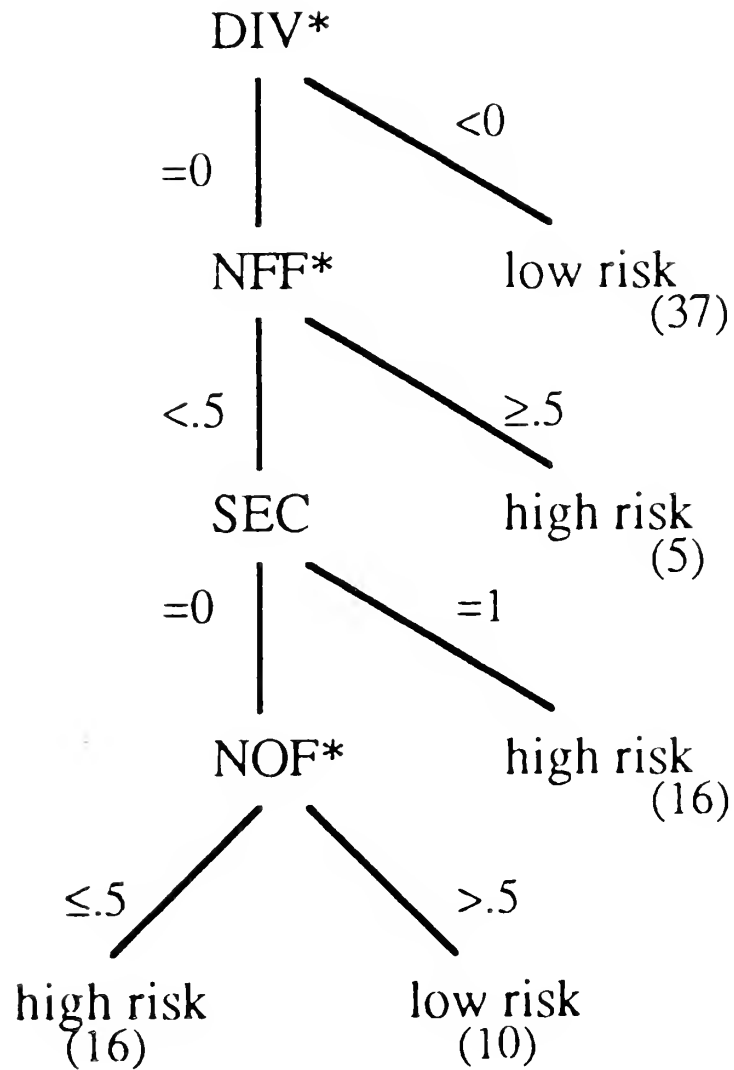 DIV*
<0
=0
NFF*
low risk
(37)
<.5
≥.5
SEC
high risk
(5)
=0
=1
NOF*
high risk
(16)
≤.5
>.5
high risk
(16)
low risk
(10)